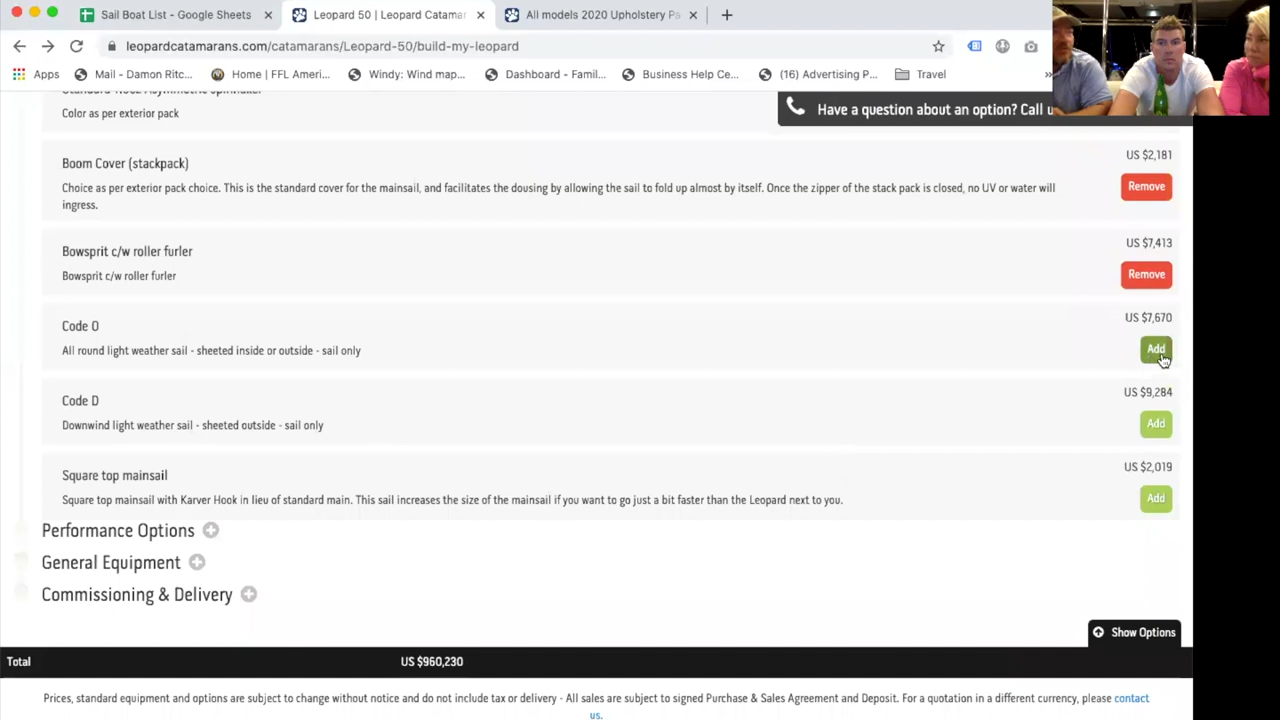 Sail Boat List - Google Sheets
Leopard 50 | Leopard Catamar
All models 2020 Upholstery Pa
leopardcatamarans.com/catamarans/Leopard-50/build-my-leopard
Apps
Mail - Damon Ritc...
Home | FFL Ameri...
Windy: Wind map...
Dashboard - Famil...
Business Help Ce...
(16) Advertising P...
Travel
»
Color as per exterior pack
Have a question about an option? Call u
Boom Cover (stackpack)
US $2,181
Choice as per exterior pack choice. This is the standard cover for the mainsail, and facilitates the dousing by allowing the sail to fold up almost by itself. Once the zipper of the stack pack is closed, no UV or water will
ingress.
Remove
Bowsprit c/w roller furler
US $7,413
Bowsprit c/w roller furler
Remove
Code 0
US $7,670
All round light weather sail - sheeted inside or outside - sail only
Add
Code D
US $9,284
Downwind light weather sail - sheeted outside - sail only
Add
Square top mainsail
US $2,019
Square top mainsail with Karver Hook in lieu of standard main. This sail increases the size of the mainsail if you want to go just a bit faster than the Leopard next to you.
Add
Performance Options
General Equipment
Commissioning & Delivery
Show Options
Total US $960,230
Prices, standard equipment and options are subject to change without notice and do not include tax or delivery - All sales are subject to signed Purchase & Sales Agreement and Deposit. For a quotation in a different currency, please contact
us.